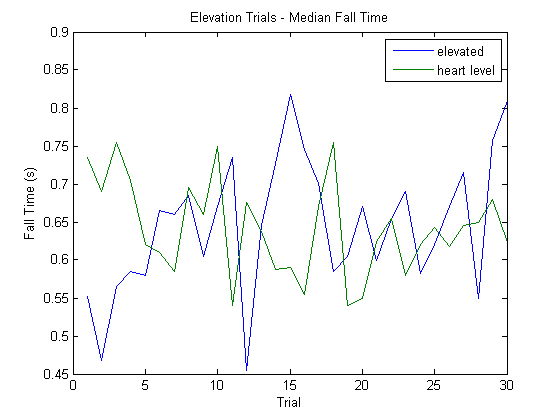 Elevation Trials - Median Fall Time
0.9
0.85
0.8
0.75
0.7
0.65
0.6
0.55
0.5
0.45
Fall Time (s)
elevated
heart level
0 5 10 15 20 25 30
Trial